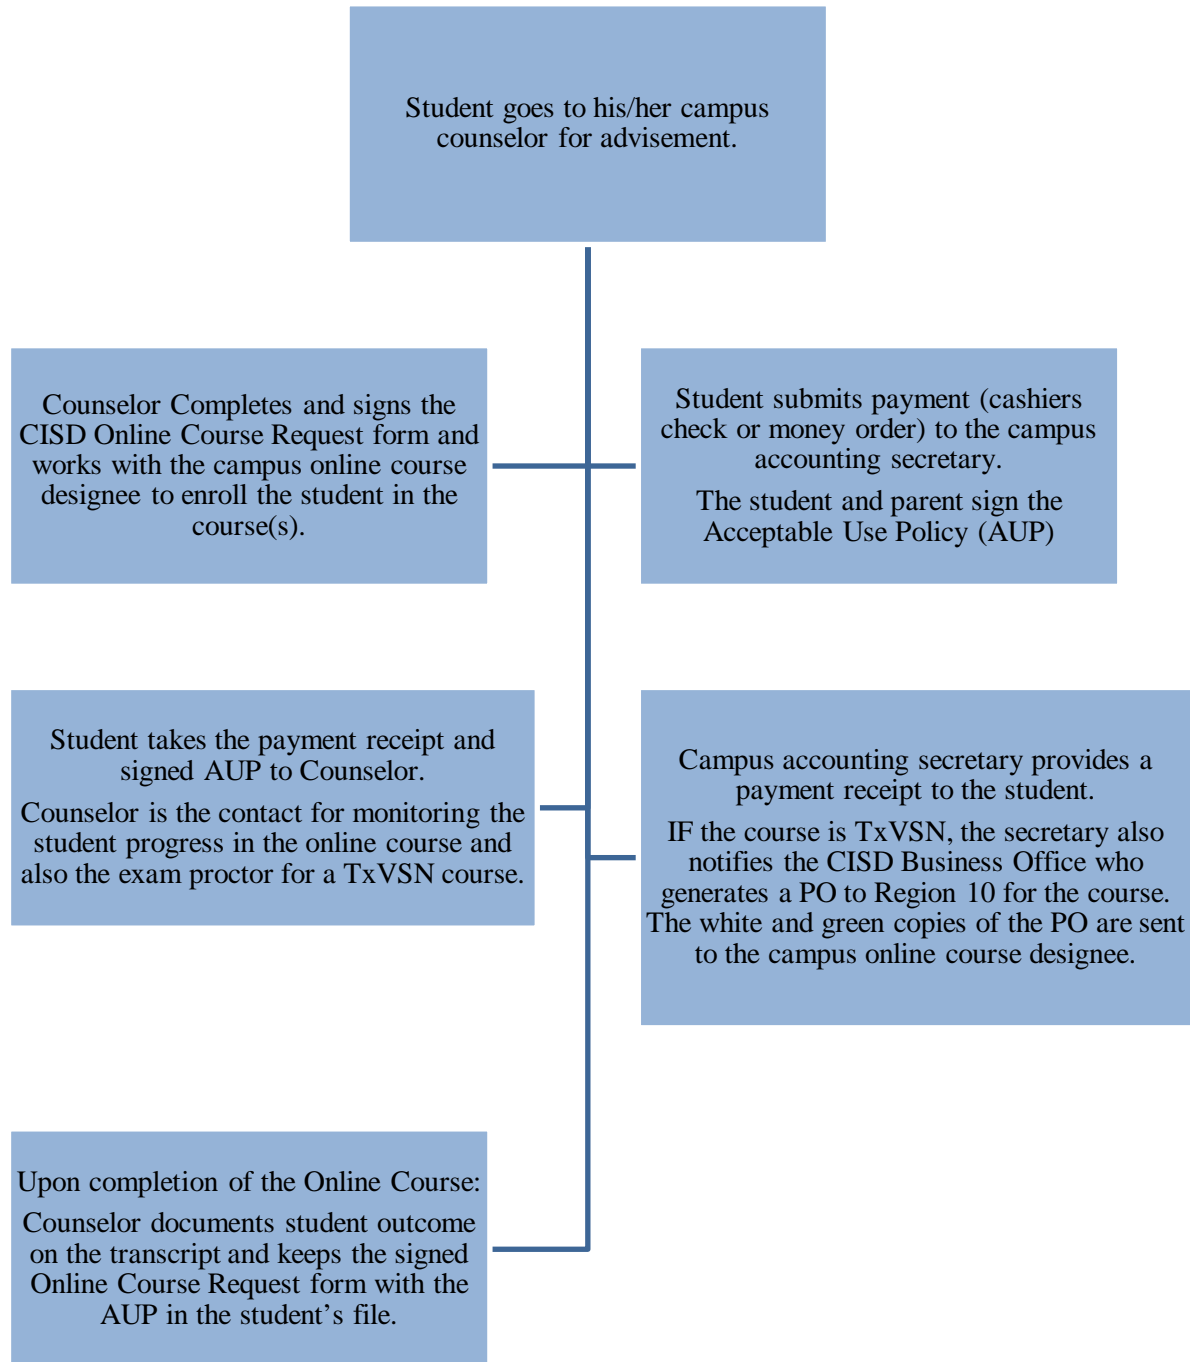 Student goes to his/her campus
counselor for advisement.
Counselor Completes and signs the
CISD Online Course Request form and
works with the campus online course
designee to enroll the student in the
course(s).
Student submits payment (cashiers
check or money order) to the campus
accounting secretary.
The student and parent sign the
Acceptable Use Policy (AUP)
Student takes the payment receipt and
signed AUP to Counselor.
Counselor is the contact for monitoring the
student progress in the online course and
also the exam proctor for a TxVSN course.
Campus accounting secretary provides a
payment receipt to the student.
IF the course is TxVSN, the secretary also
notifies the CISD Business Office who
generates a PO to Region 10 for the course.
The white and green copies of the PO are sent
to the campus online course designee.
Upon completion of the Online Course:
Counselor documents student outcome
on the transcript and keeps the signed
Online Course Request form with the
AUP in the student’s file.